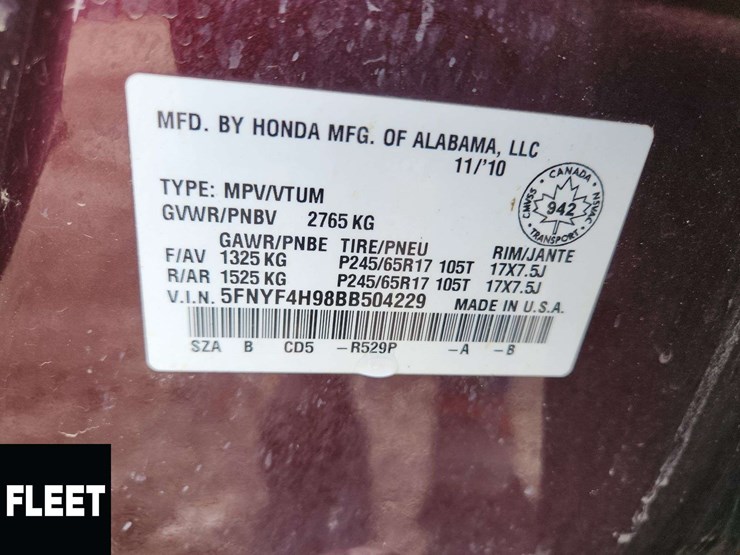 MFD. BY HONDA MFG. OF ALABAMA, LLC
11/'10
TYPE: MPV/VTUM
GVWR/PNBV 2765 KG
GAWR/PNBE TIRE/PNEU RIM/JANTE
F/AV 1325 KG P245/65R17 105T 17X7.5J
R/AR 1525 KG P245/65R17 105T 17X7.5J
V.I.N. 5FNYF4H98BB504229 MADE IN U.S.A.
SZA B CD5 -R529P -A -B
CANADA
CMVSS 942 NSVAC
TRANSPORT
FLEET